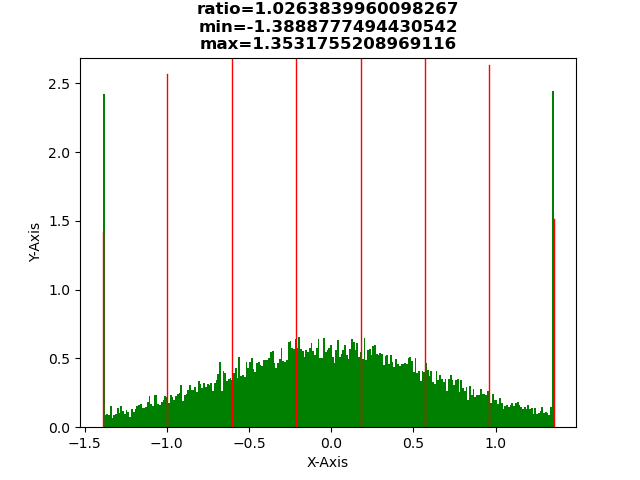 ratio=1.0263839960098267
min=-1.3888777494430542
max=1.3531755208969116
2.5
2.0
1.5
1.0
0.5
0.0
Y-Axis
−1.5 −1.0 −0.5 0.0 0.5 1.0
X-Axis